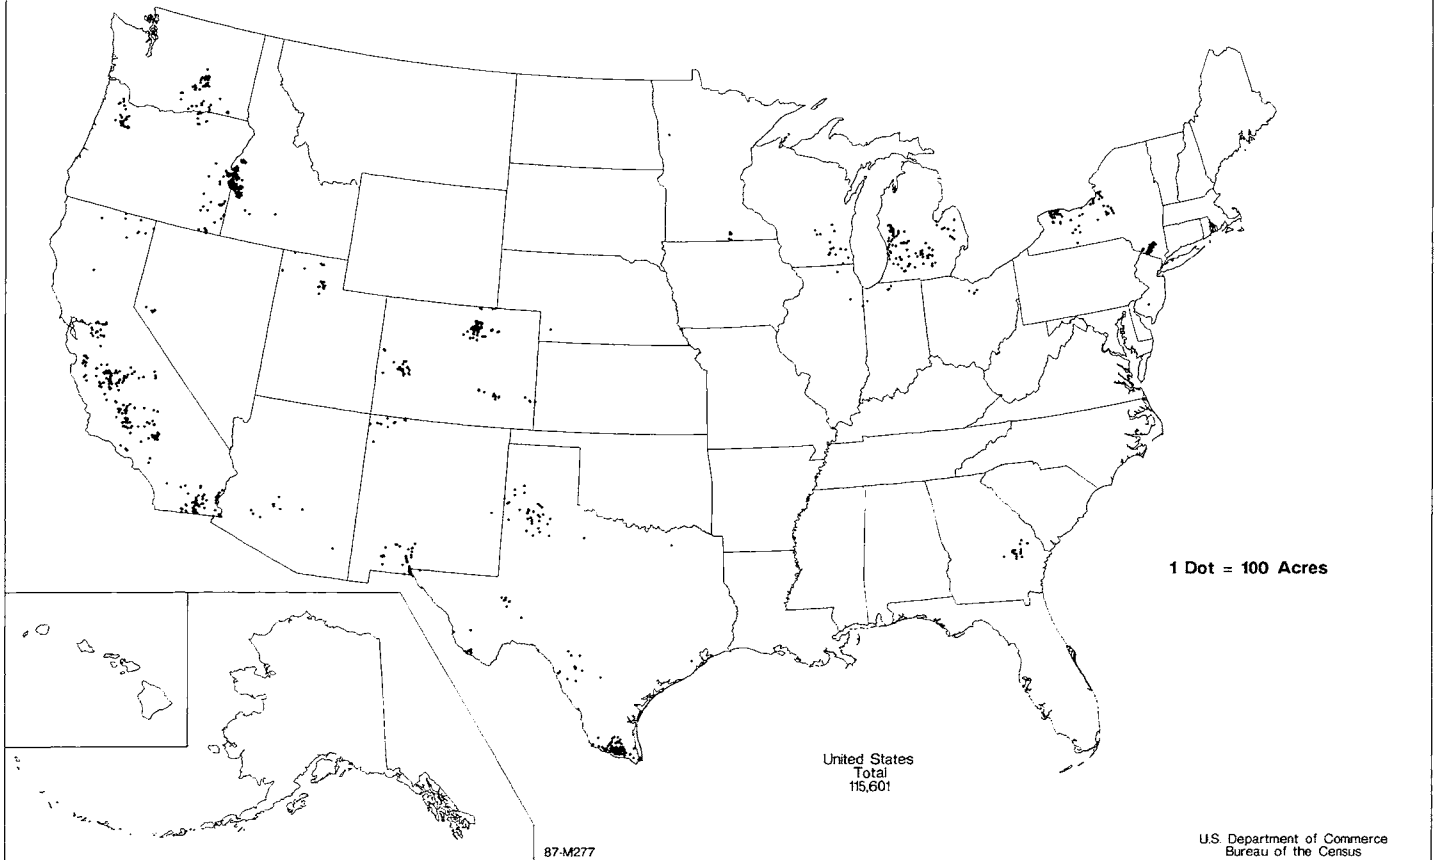 1 Dot = 100 Acres
United States
Total
115,601
87-M277
U.S. Department of Commerce
Bureau of the Census